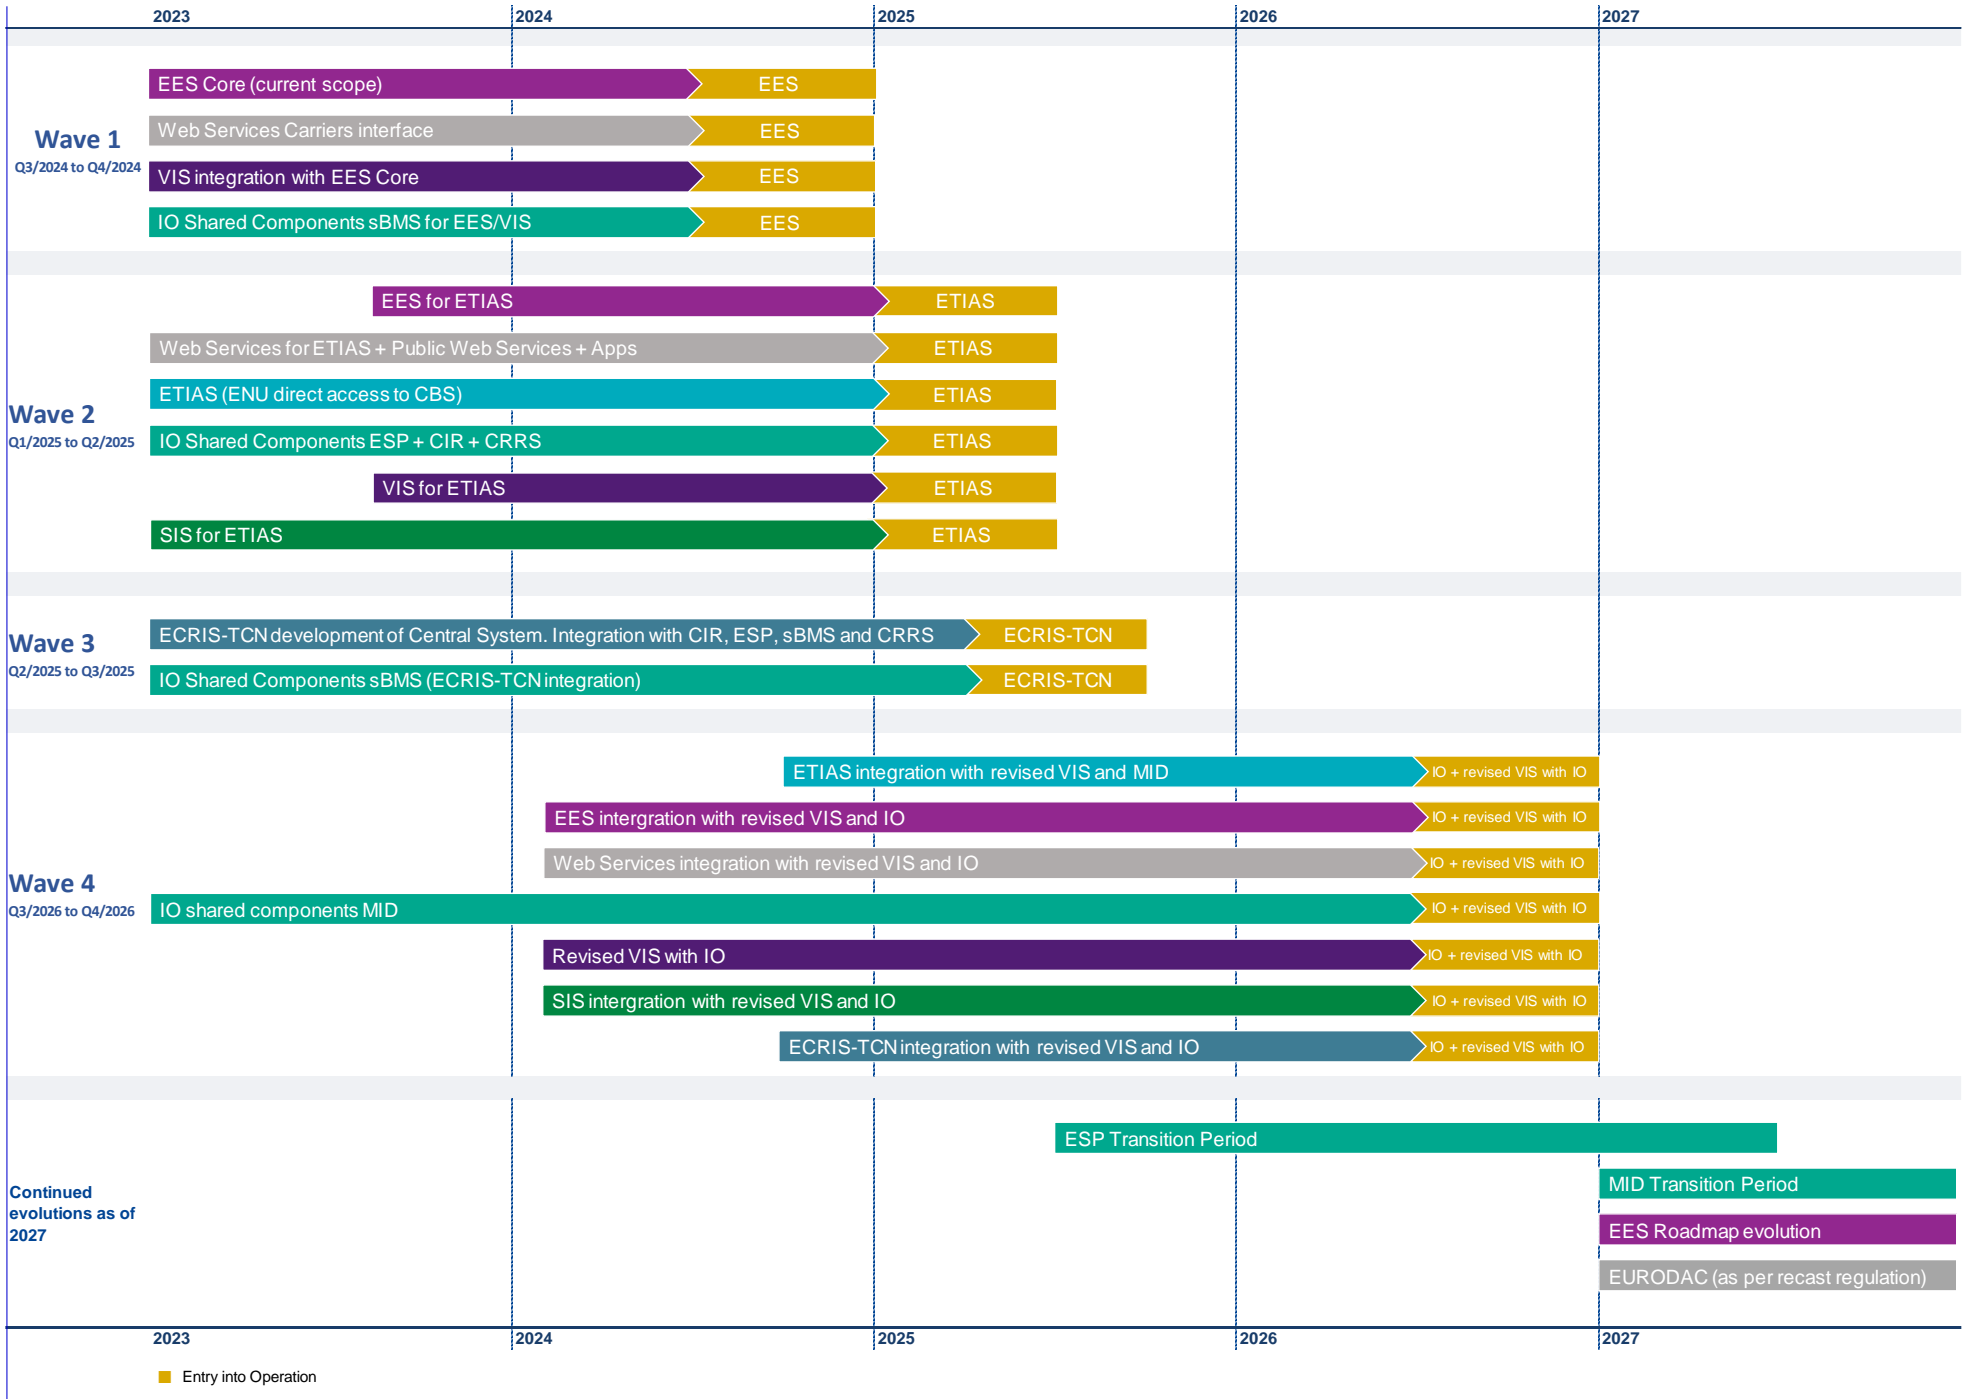 2023 2024 2025 2026 2027
EES Core (current scope) EES
Web Services Carriers interface EES
Wave 1
Q3/2024 to Q4/2024
VIS integration with EES Core EES
IO Shared Components sBMS for EES/VIS EES
EES for ETIAS ETIAS
Web Services for ETIAS + Public Web Services + Apps ETIAS
ETIAS (ENU direct access to CBS) ETIAS
Wave 2
Q1/2025 to Q2/2025
IO Shared Components ESP + CIR + CRRS ETIAS
VIS for ETIAS ETIAS
SIS for ETIAS ETIAS
ECRIS-TCN development of Central System. Integration with CIR, ESP, sBMS and CRRS ECRIS-TCN
Wave 3
Q2/2025 to Q3/2025
IO Shared Components sBMS (ECRIS-TCN integration) ECRIS-TCN
ETIAS integration with revised VIS and MID IO + revised VIS with IO
EES intergration with revised VIS and IO IO + revised VIS with IO
Web Services integration with revised VIS and IO IO + revised VIS with IO
Wave 4
Q3/2026 to Q4/2026
IO shared components MID IO + revised VIS with IO
Revised VIS with IO IO + revised VIS with IO
SIS intergration with revised VIS and IO IO + revised VIS with IO
ECRIS-TCN integration with revised VIS and IO IO + revised VIS with IO
ESP Transition Period
MID Transition Period
Continued
evolutions as of
2027
EES Roadmap evolution
EURODAC (as per recast regulation)
2023 2024 2025 2026 2027
Entry into Operation